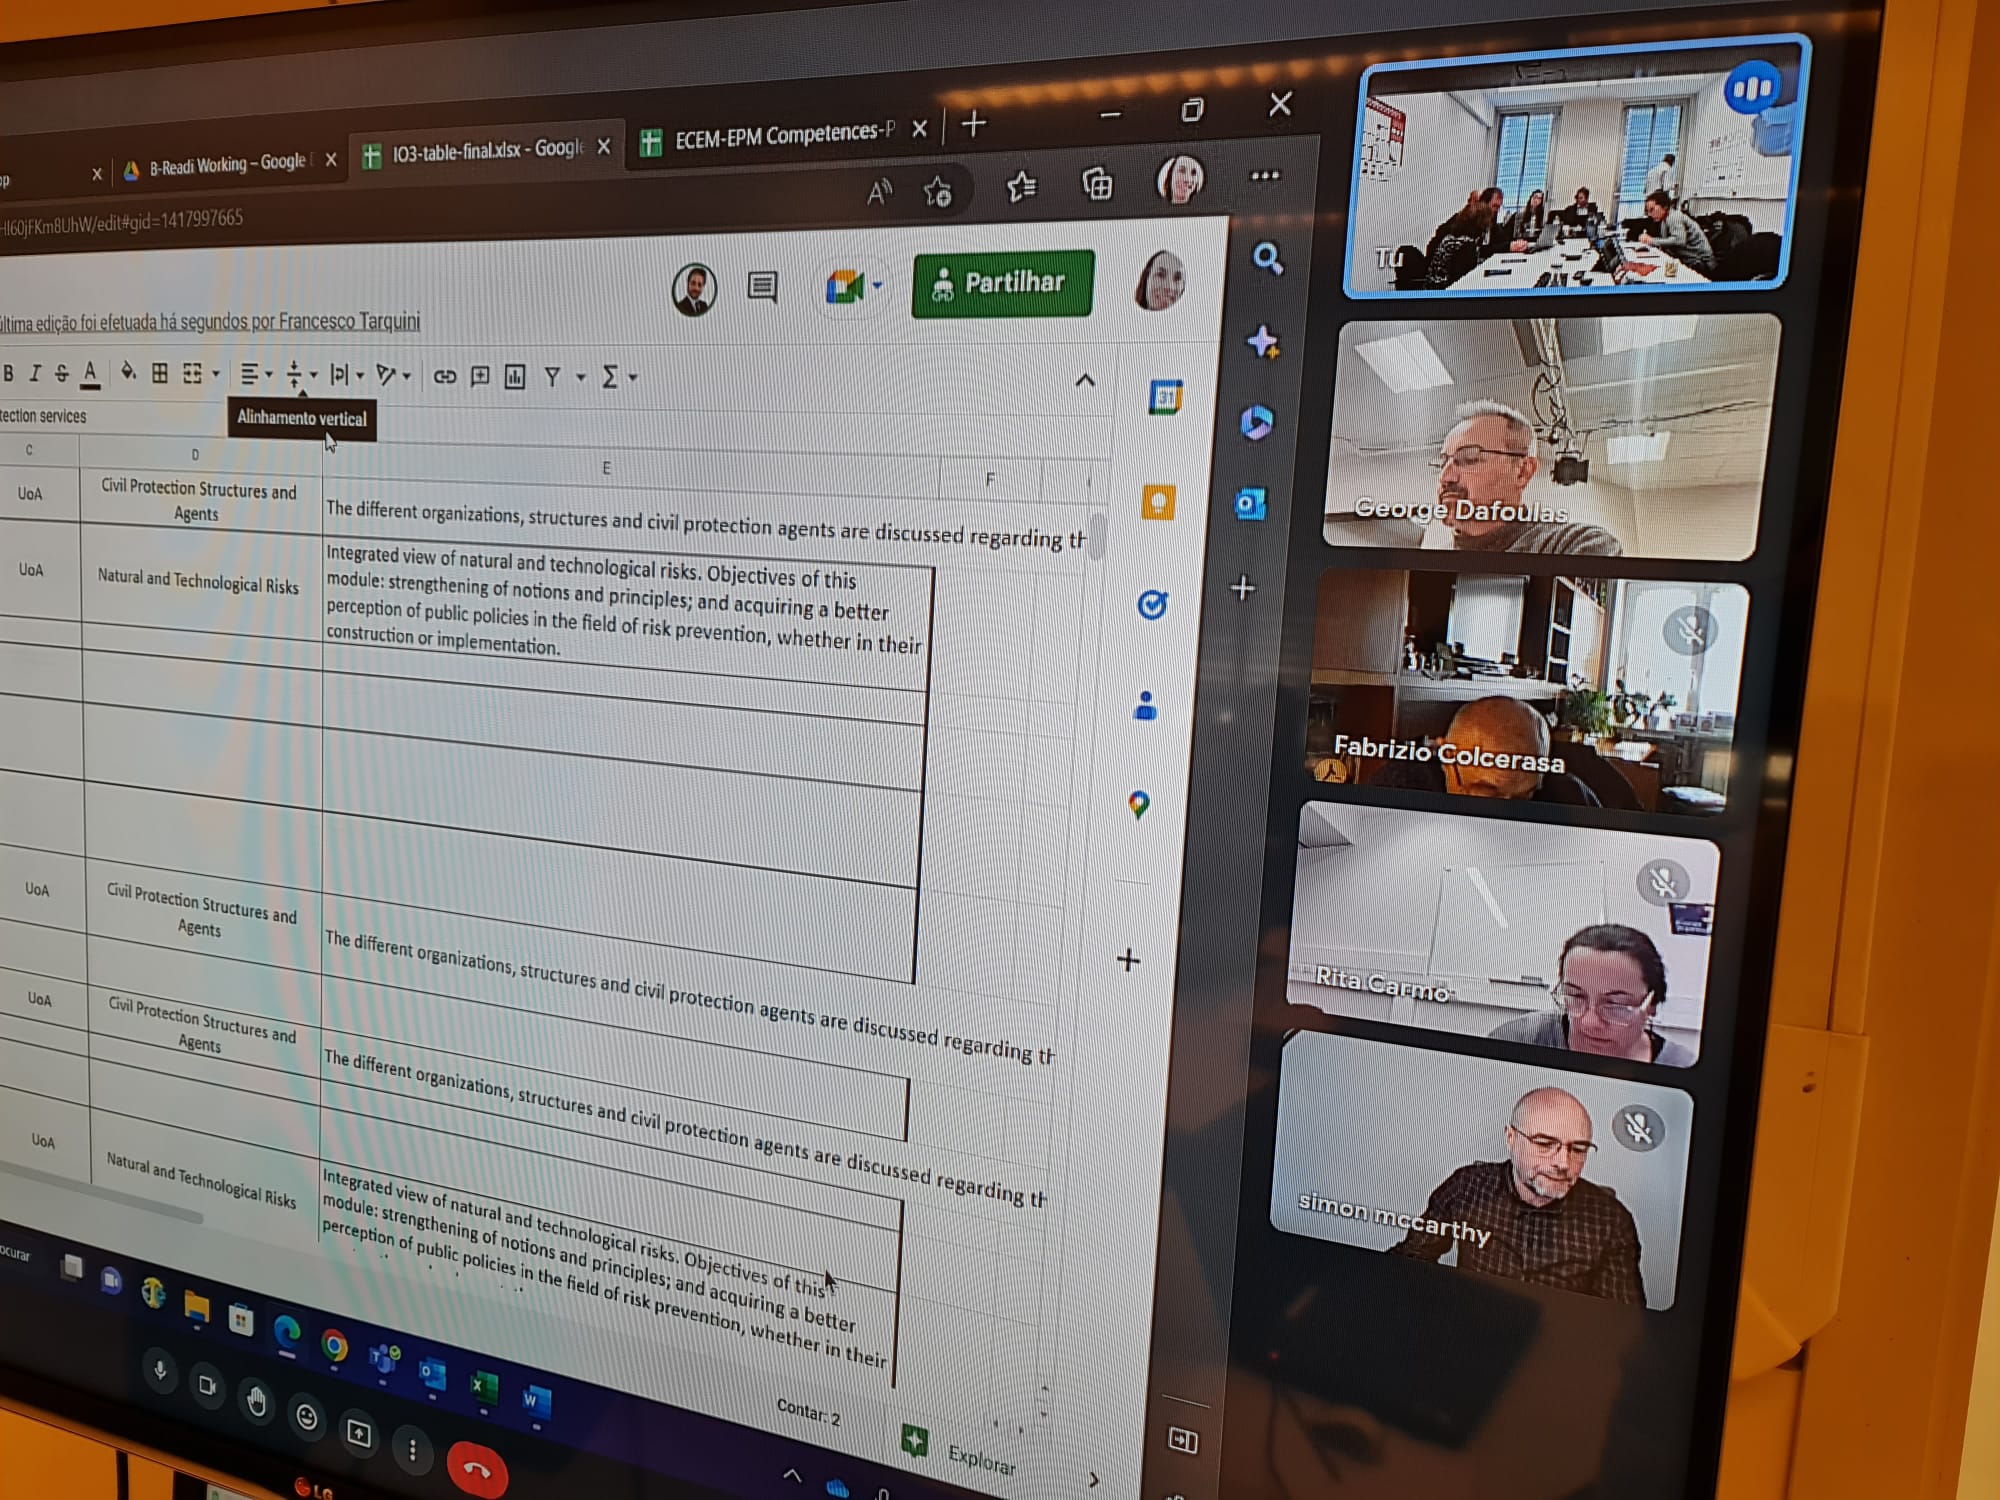 B-Readi Working – Google
IO3-table-final.xlsx - Google
ECEM-EPM Competences-P
HI60jFKm8UhW/edit#gid=1417997665
última edição foi efetuada há segundos por Francesco Tarquini
Partilhar
B I S A
31
Alinhamento vertical
tection services
C D E F
UoA
Civil Protection Structures and
Agents
The different organizations, structures and civil protection agents are discussed regarding th
UoA
Natural and Technological Risks
Integrated view of natural and technological risks. Objectives of this
module: strengthening of notions and principles; and acquiring a better
perception of public policies in the field of risk prevention, whether in their
construction or implementation.
UoA
Civil Protection Structures and
Agents
The different organizations, structures and civil protection agents are discussed regarding th
UoA
Civil Protection Structures and
Agents
The different organizations, structures and civil protection agents are discussed regarding th
UoA
Natural and Technological Risks
Integrated view of natural and technological risks. Objectives of this
module: strengthening of notions and principles; and acquiring a better
perception of public policies in the field of risk prevention, whether in their
Contar: 2
Explorar
ocurar
LG
Tu
George Dafoulas
Fabrizio Colcerasa
Rita Carmo
simon mccarthy